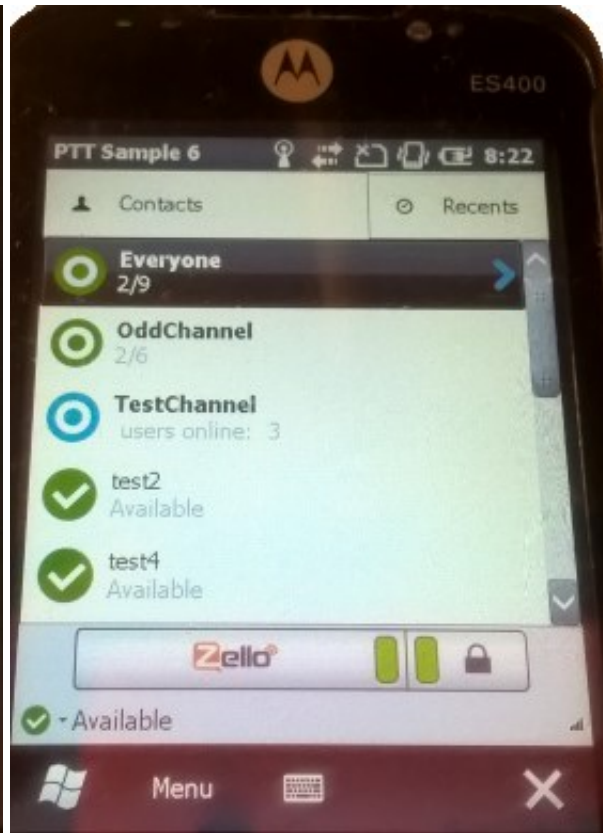 ES400
PTT Sample 6 8:22
Contacts Recents
Everyone
2/9
OddChannel
2/6
TestChannel
users online: 3
test2
Available
test4
Available
Zello
Available
Menu